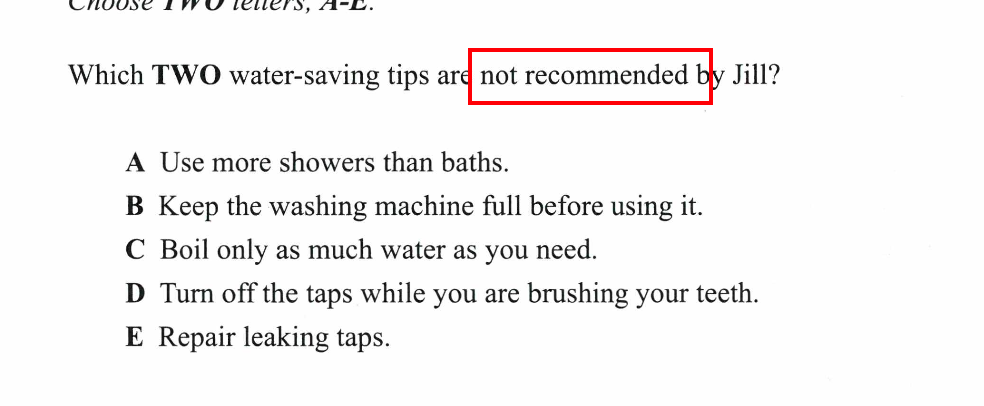 Choose TWO letters, A-E.
Which TWO water-saving tips are not recommended by Jill?
A Use more showers than baths.
B Keep the washing machine full before using it.
C Boil only as much water as you need.
D Turn off the taps while you are brushing your teeth.
E Repair leaking taps.